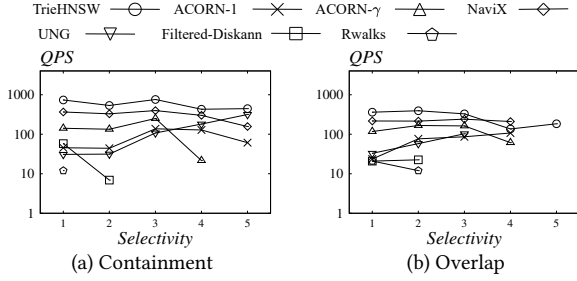 TrieHNSW ACORN-1 ACORN-γ NaviX
UNG Filtered-Diskann Rwalks
QPS QPS
1000 1000
100 100
10 10
1 1
1 2 3 4 5 1 2 3 4 5
Selectivity Selectivity
(a) Containment (b) Overlap